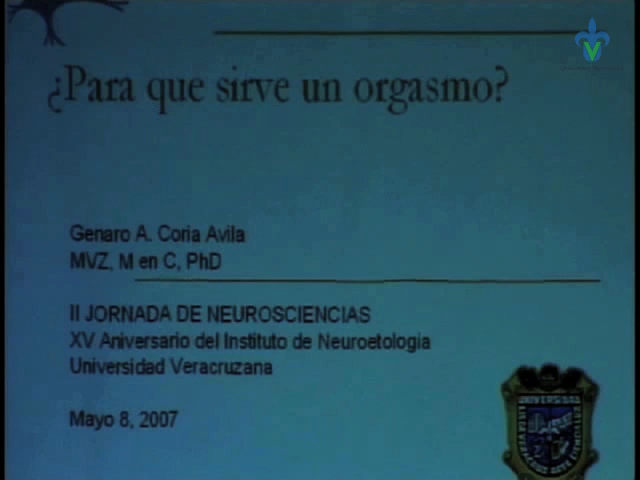 ¿Para que sirve un orgasmo?
Genaro A. Coria Avila
MVZ, M en C, PhD
II JORNADA DE NEUROSCIENCIAS
XV Aniversario del Instituto de Neuroetologia
Universidad Veracruzana
Mayo 8, 2007